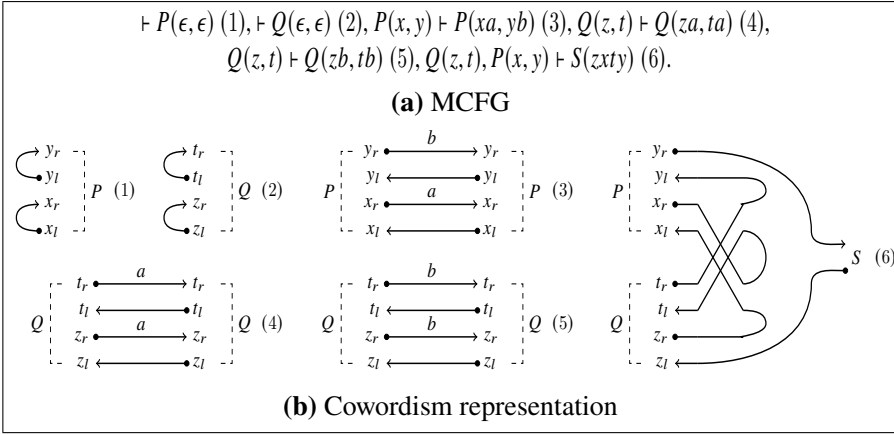 ⊢ P(ϵ, ϵ) (1), ⊢ Q(ϵ, ϵ) (2), P(x, y) ⊢ P(xa, yb) (3), Q(z, t) ⊢ Q(za, ta) (4),
Q(z, t) ⊢ Q(zb, tb) (5), Q(z, t), P(x, y) ⊢ S(zxty) (6).
(a) MCFG
y_r t_r y_r b y_r y_r
y_l P (1) t_l Q (2) P y_l y_l P (3) P y_l
x_r z_r x_r a x_r x_r
x_l z_l x_l x_l x_l
S (6)
t_r a t_r t_r b t_r t_r
Q t_l t_l Q (4) Q t_l t_l Q (5) Q t_l
z_r a z_r z_r b z_r z_r
z_l z_l z_l z_l z_l
(b) Cowordism representation